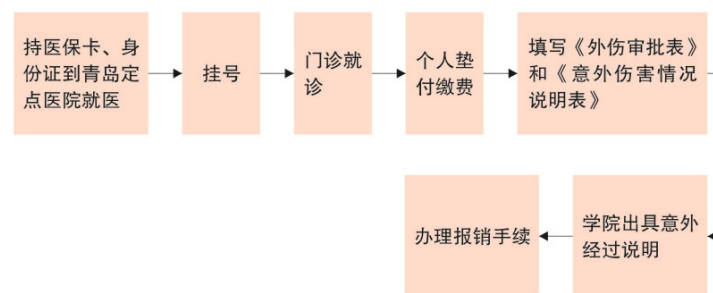 持医保卡、身
份证到青岛定
点医院就医
挂号
门诊就
诊
个人垫
付缴费
填写《外伤审批表》
和《意外伤害情况
说明表》
学院出具意外
经过说明
办理报销手续